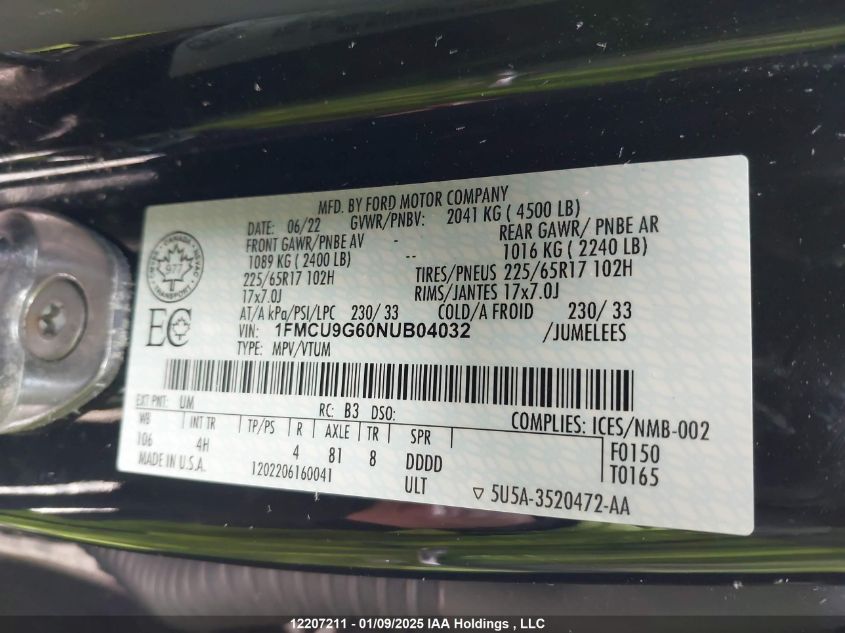 MFD. BY FORD MOTOR COMPANY
DATE: 06/22 GVWR/PNBV: 2041 KG ( 4500 LB)
FRONT GAWR/PNBE AV - REAR GAWR/ PNBE AR
1089 KG ( 2400 LB) -- 1016 KG ( 2240 LB)
225/65R17 102H TIRES/PNEUS 225/65R17 102H
17x7.0J RIMS/JANTES 17x7.0J
AT/A kPa/PSI/LPC 230/ 33 COLD/A FROID 230/ 33
VIN: 1FMCU9G60NUB04032 /JUMELEES
TYPE: MPV/VTUM
977
TRANSPORT
EC
EXT PNT: UM RC: B3 DSO: COMPLIES: ICES/NMB-002
WB INT TR TP/PS R AXLE TR SPR F0150
106 4H 4 81 8 DDDD T0165
MADE IN U.S.A. 1202206160041 ULT 5U5A-3520472-AA
12207211 - 01/09/2025 IAA Holdings , LLC